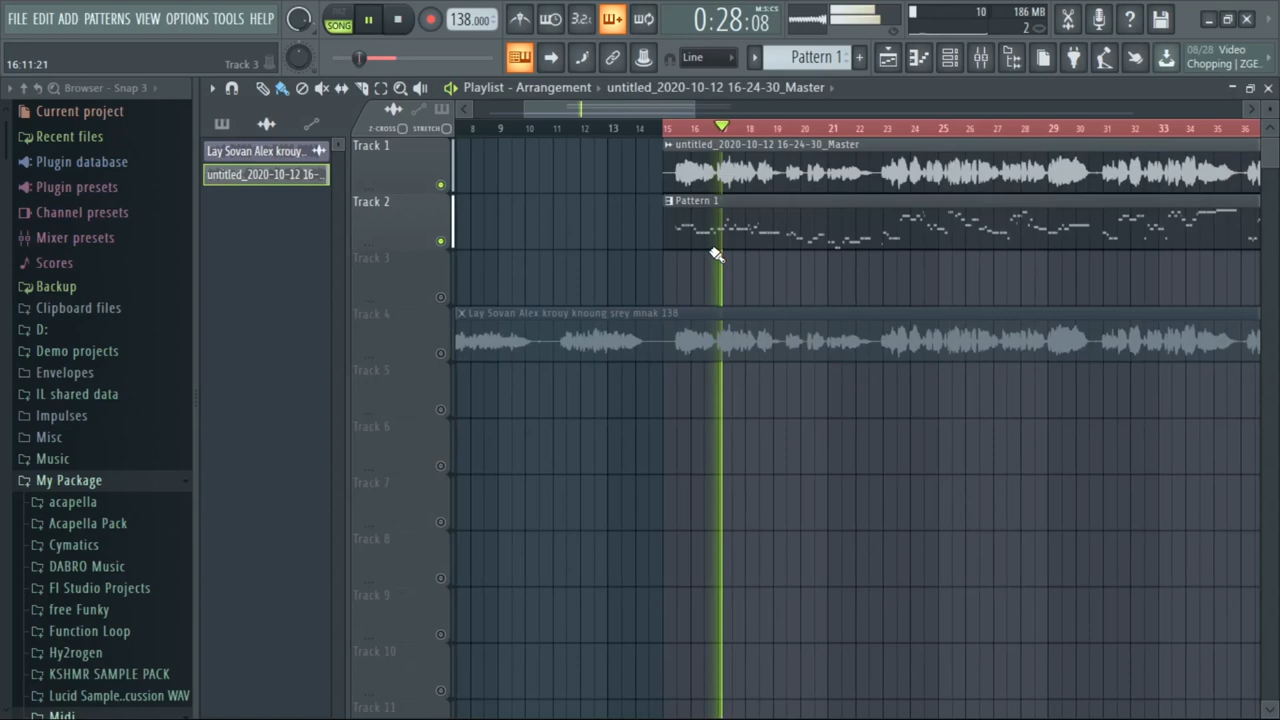 FILE EDIT ADD PATTERNS VIEW OPTIONS TOOLS HELP
PAT
SONG
138.000
3.2
0:28:08
M:S:CS
10
186 MB
2
16:11:21
Track 3
Line
Pattern 1
08/28 Video
Chopping | ZGE..
Browser - Snap 3
Current project
Recent files
Plugin database
Plugin presets
Channel presets
Mixer presets
Scores
Backup
Clipboard files
D:
Demo projects
Envelopes
IL shared data
Impulses
Misc
Music
My Package
acapella
Acapella Pack
Cymatics
DABRO Music
Fl Studio Projects
free Funky
Function Loop
Hy2rogen
KSHMR SAMPLE PACK
Lucid Sample..cussion WAV
Midi
Lay Sovan Alex krouy..
untitled_2020-10-12 16-..
Playlist - Arrangement
untitled_2020-10-12 16-24-30_Master
Z-CROSS
STRETCH
8 9 10 11 12 13 14 15 16 17 18 19 20 21 22 23 24 25 26 27 28 29 30 31 32 33 34 35 36
Track 1
untitled_2020-10-12 16-24-30_Master
Track 2
Pattern 1
Track 3
Track 4
Lay Sovan Alex krouy knoung srey mnak 138
Track 5
Track 6
Track 7
Track 8
Track 9
Track 10
Track 11